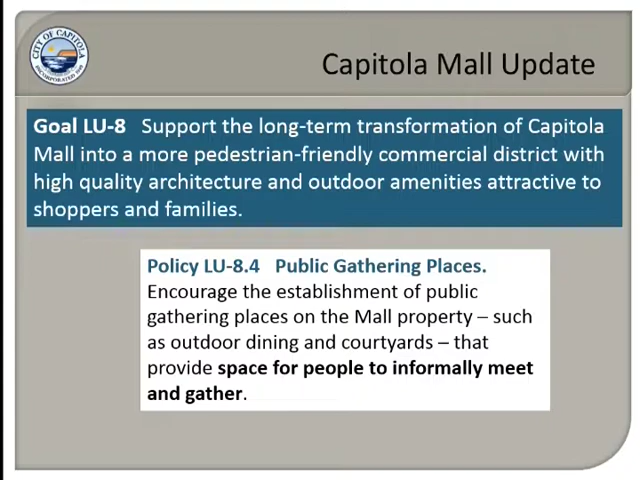 CITY OF CAPITOLA
Capitola Mall Update
Goal LU-8 Support the long-term transformation of Capitola
Mall into a more pedestrian-friendly commercial district with
high quality architecture and outdoor amenities attractive to
shoppers and families.
Policy LU-8.4 Public Gathering Places.
Encourage the establishment of public
gathering places on the Mall property – such
as outdoor dining and courtyards – that
provide space for people to informally meet
and gather.